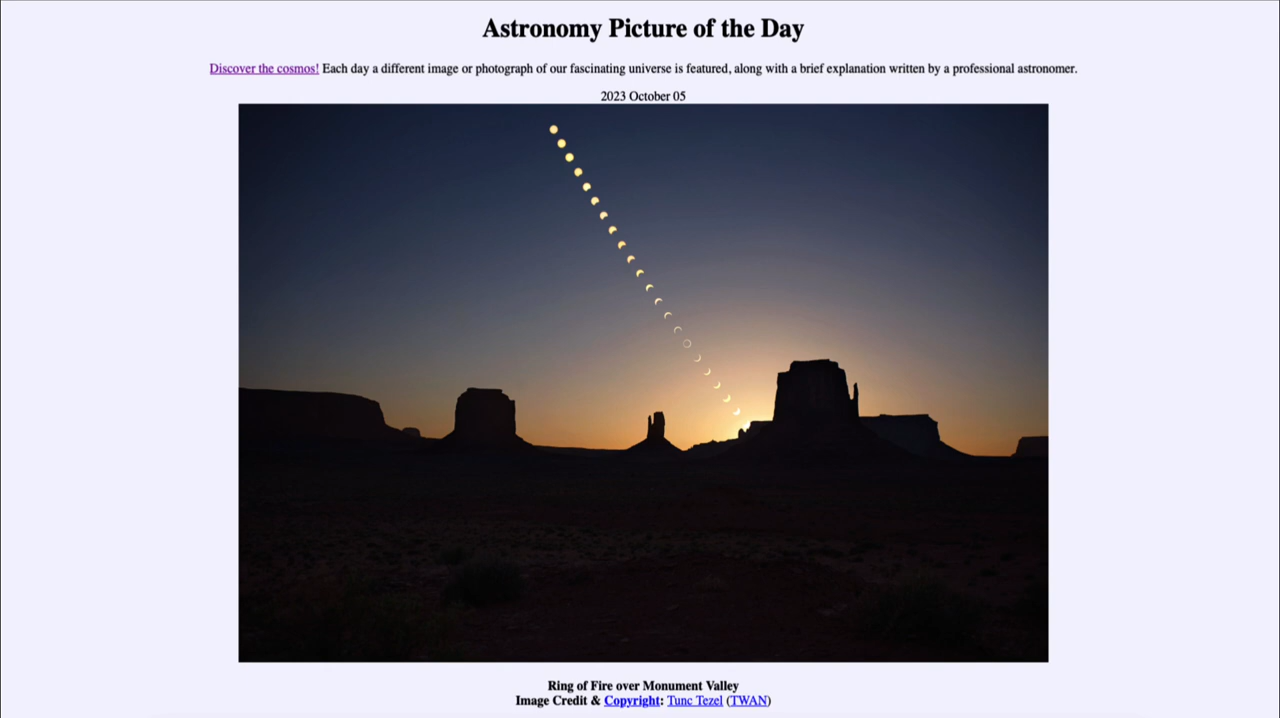 Astronomy Picture of the Day
Discover the cosmos! Each day a different image or photograph of our fascinating universe is featured, along with a brief explanation written by a professional astronomer.
2023 October 05
Ring of Fire over Monument Valley
Image Credit & Copyright: Tunc Tezel (TWAN)